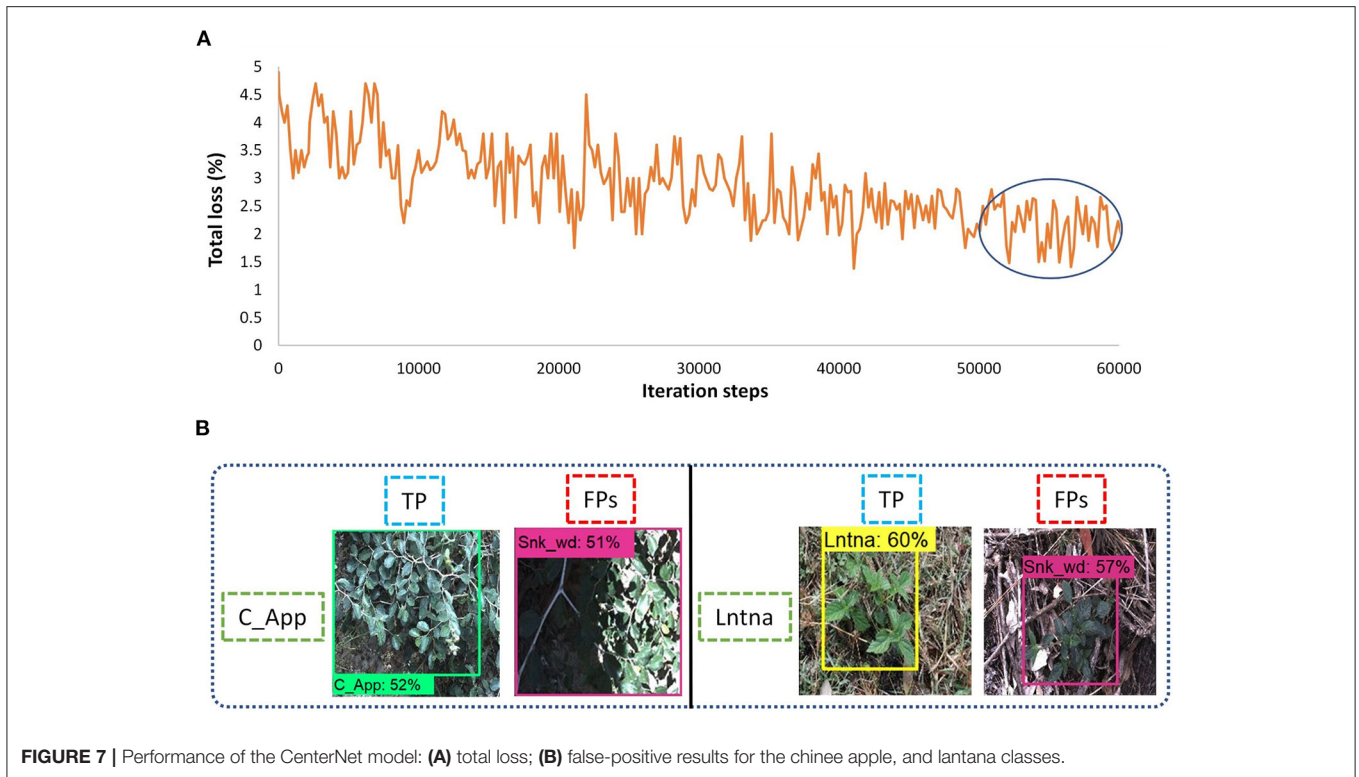 A
5
4.5
4
3.5
3
2.5
2
1.5
1
0.5
0
Total loss (%)
0 10000 20000 30000 40000 50000 60000
Iteration steps
B
TP FPs TP FPs
Snk_wd: 51% Lntna: 60%
Snk_wd: 57%
C_App Lntna
C_App: 52%
FIGURE 7 | Performance of the CenterNet model: (A) total loss; (B) false-positive results for the chinee apple, and lantana classes.